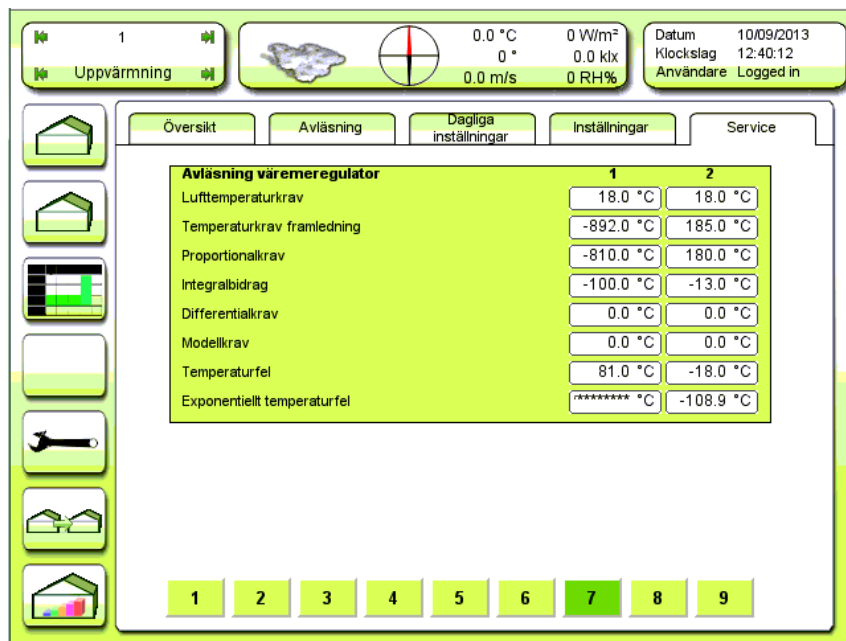 1
Uppvärmning
0.0 °C
0 °
0.0 m/s
0 W/m²
0.0 klx
0 RH%
Datum 10/09/2013
Klockslag 12:40:12
Användare Logged in
Översikt
Avläsning
Dagliga
inställningar
Inställningar
Service
Avläsning väremeregulator 1 2
Lufttemperaturkrav 18.0 °C 18.0 °C
Temperaturkrav framledning -892.0 °C 185.0 °C
Proportionalkrav -810.0 °C 180.0 °C
Integralbidrag -100.0 °C -13.0 °C
Differentialkrav 0.0 °C 0.0 °C
Modellkrav 0.0 °C 0.0 °C
Temperaturfel 81.0 °C -18.0 °C
Exponentiellt temperaturfel ********* °C -108.9 °C
1 2 3 4 5 6 7 8 9